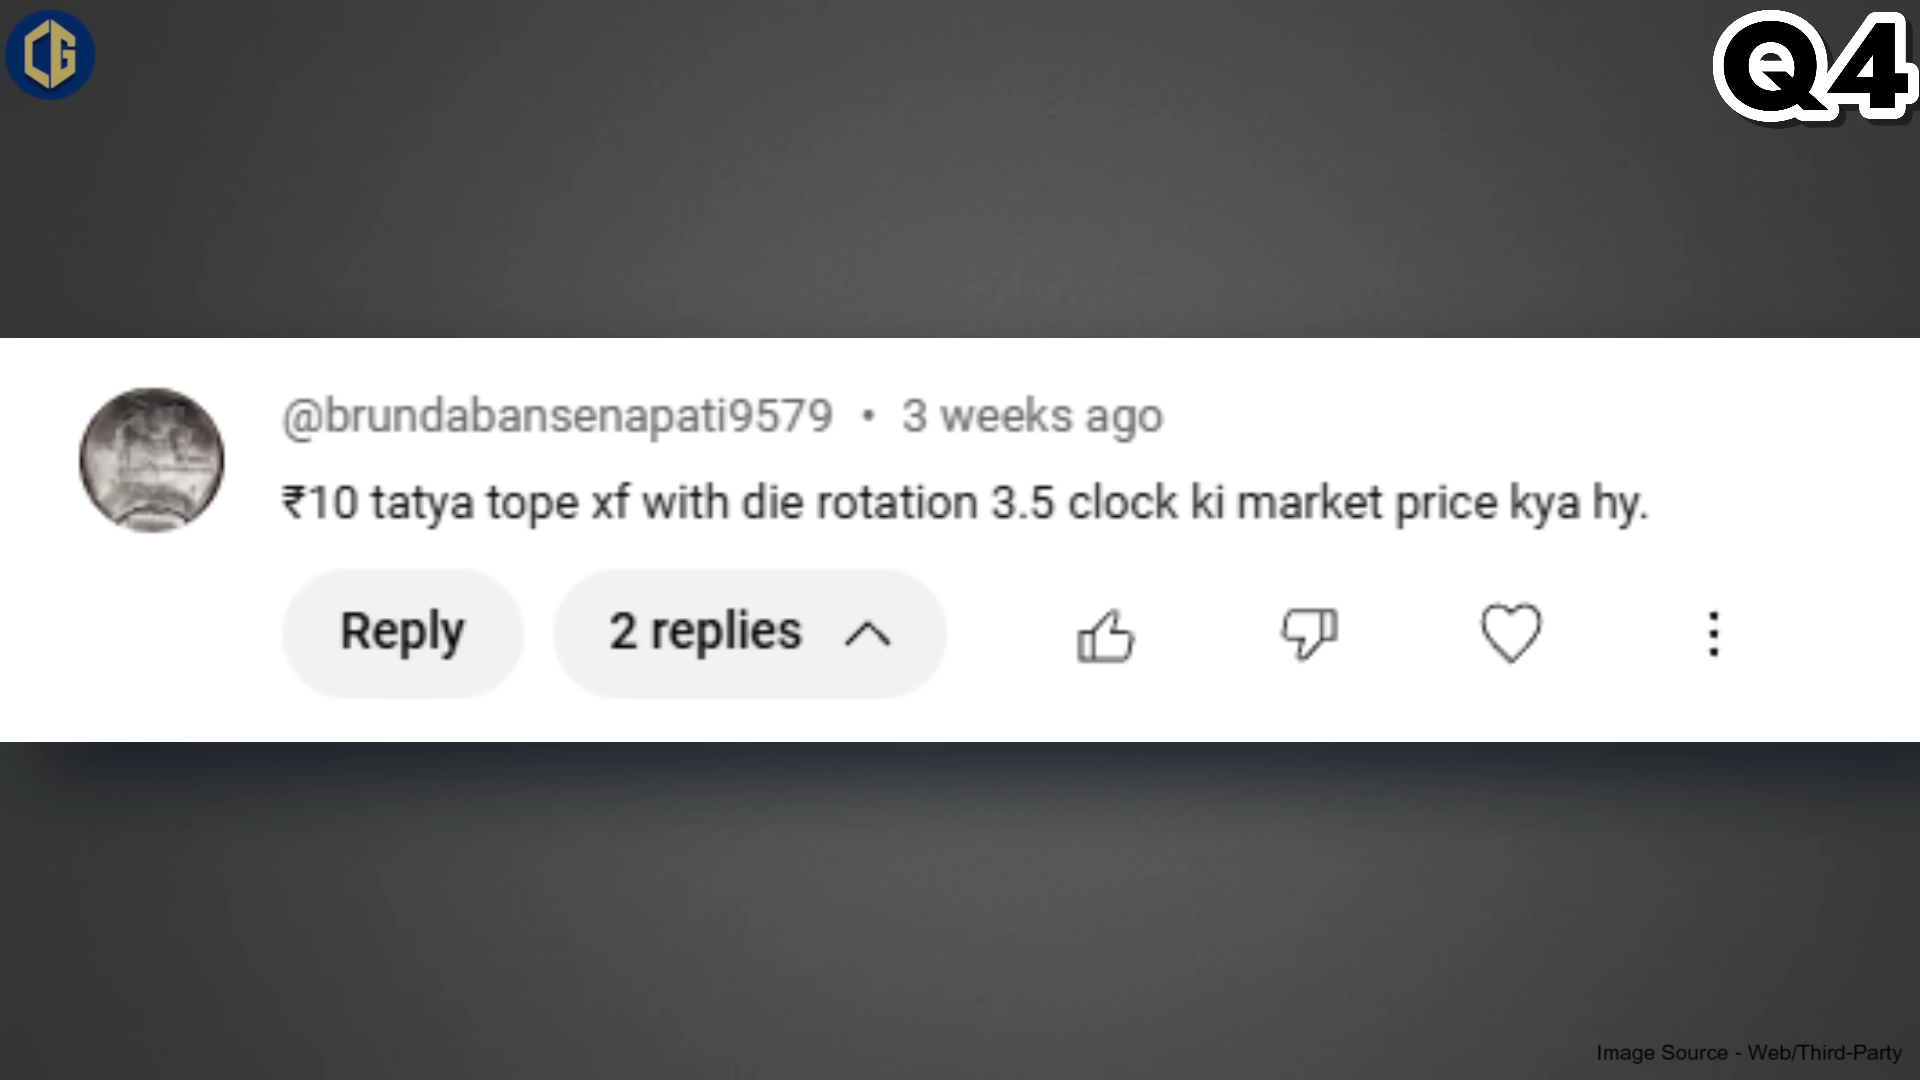 CG
Q4
@brundabansenapati9579 • 3 weeks ago
₹10 tatya tope xf with die rotation 3.5 clock ki market price kya hy.
Reply
2 replies
Image Source - Web/Third-Party